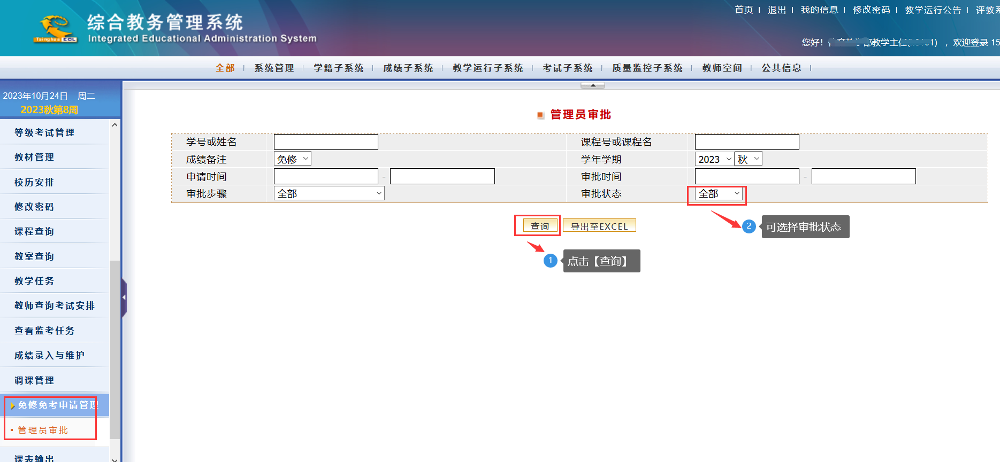 首页 | 退出 | 我的信息 | 修改密码 | 教学运行公告 | 评教系
综合教务管理系统
Integrated Educational Administration System
Tsinghua EOL
您好! 部教学主任 ，欢迎登录 15
全部 | 系统管理 | 学籍子系统 | 成绩子系统 | 教学运行子系统 | 考试子系统 | 质量监控子系统 | 教师空间 | 公共信息 |
2023年10月24日 周二
2023秋第8周
等级考试管理
教材管理
校历安排
修改密码
课程查询
教室查询
教学任务
教师查询考试安排
查看监考任务
成绩录入与维护
调课管理
免修免考申请管理
管理员审批
课表输出
管理员审批
学号或姓名 课程号或课程名
成绩备注 免修 学年学期 2023 秋
申请时间 - 审批时间 -
审批步骤 全部 审批状态 全部
查询 导出至EXCEL
2 可选择审批状态
1 点击【查询】